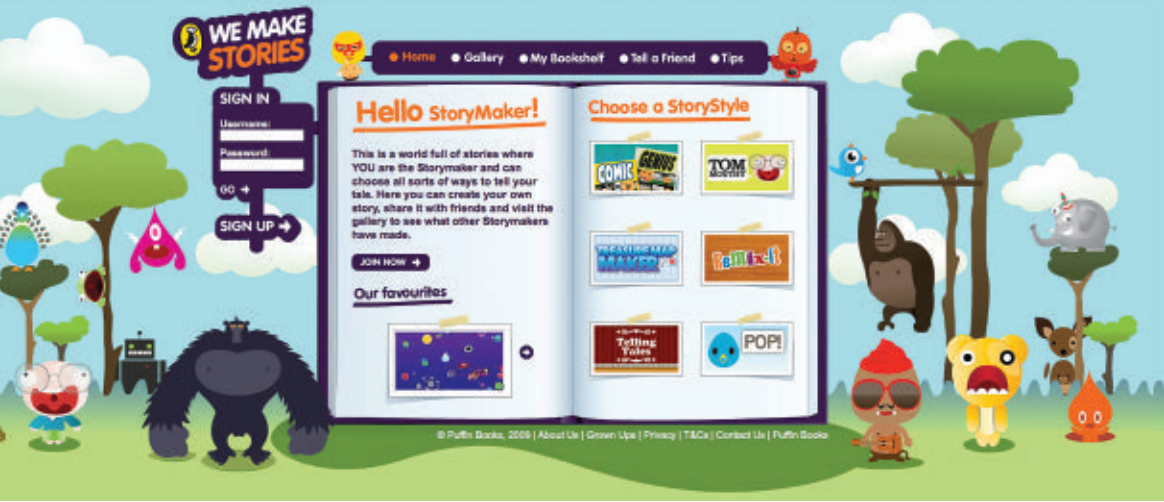 WE MAKE
STORIES
Home
Gallery
My Bookshelf
Tell a Friend
Tips
SIGN IN
Username:
Password:
GO
SIGN UP
Hello StoryMaker!
This is a world full of stories where
YOU are the Storymaker and can
choose all sorts of ways to tell your
tale. Here you can create your own
story, share it with friends and visit the
gallery to see what other Storymakers
have made.
JOIN NOW
Our favourites
Choose a StoryStyle
COMIC GENIUS
TOM
TREASURE MAP
MAKER
Remix-It
Telling
Tales
POP!
© Puffin Books, 2009 | About Us | Grown Ups | Privacy | T&Cs | Contact Us | Puffin Books